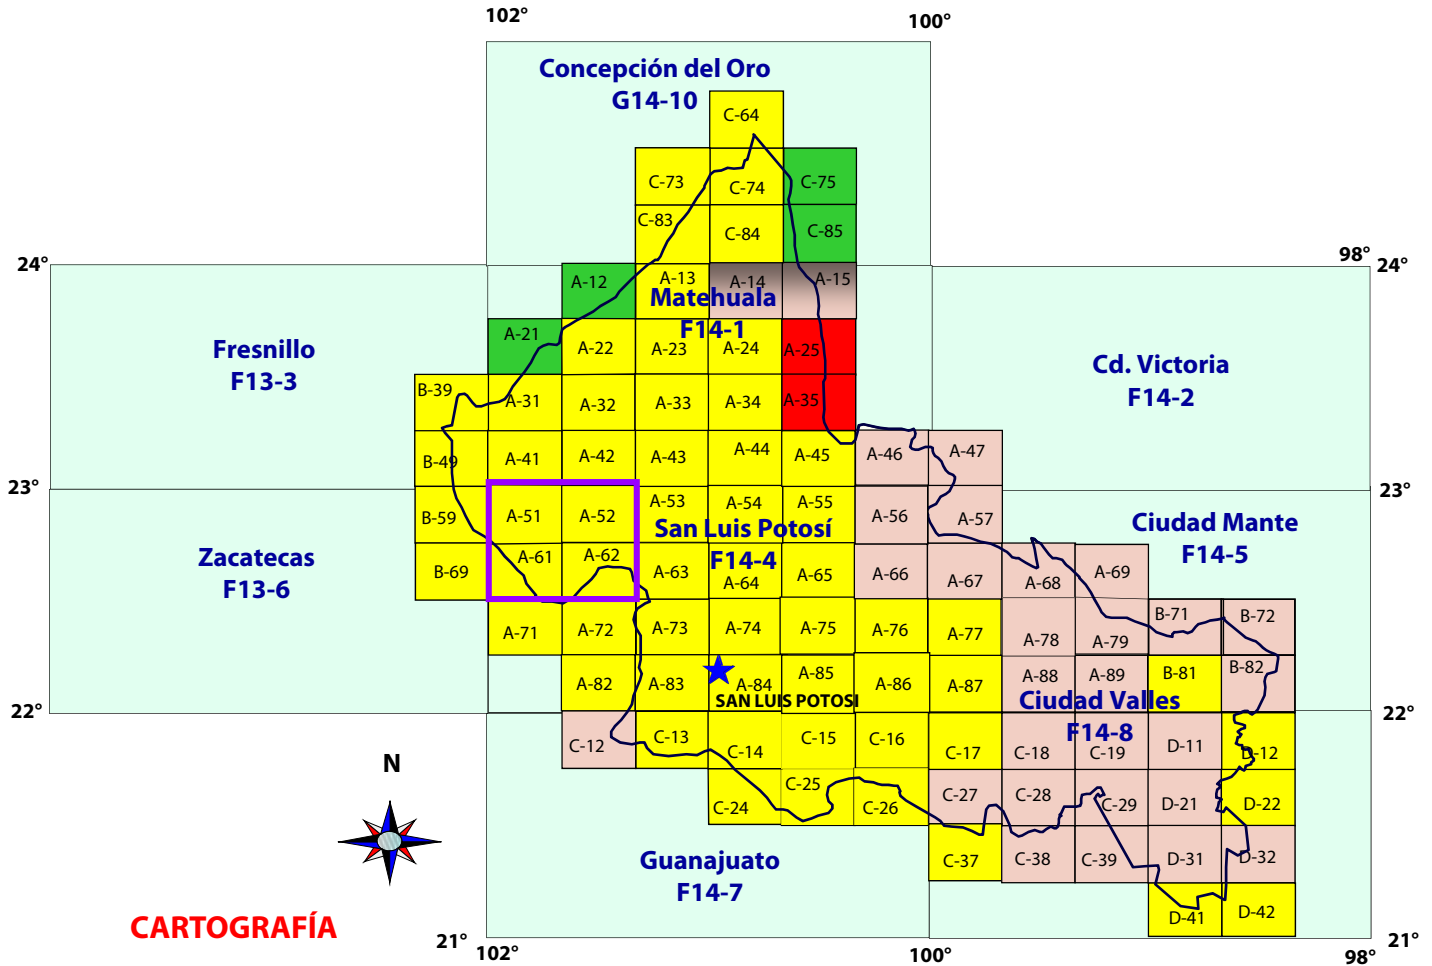 102°
100°
Concepción del Oro
G14-10
C-64
C-73
C-74
C-75
C-83
C-84
C-85
24°
98°
24°
A-12
A-13
A-14
A-15
Matehuala
F14-1
A-21
A-22
A-23
A-24
A-25
Fresnillo
F13-3
Cd. Victoria
F14-2
B-39
A-31
A-32
A-33
A-34
A-35
B-49
A-41
A-42
A-43
A-44
A-45
A-46
A-47
23°
23°
B-59
A-51
A-52
A-53
A-54
A-55
A-56
A-57
San Luis Potosí
F14-4
Ciudad Mante
F14-5
Zacatecas
F13-6
B-69
A-61
A-62
A-63
A-64
A-65
A-66
A-67
A-68
A-69
A-71
A-72
A-73
A-74
A-75
A-76
A-77
A-78
A-79
B-71
B-72
A-82
A-83
A-84
A-85
A-86
A-87
A-88
A-89
B-81
B-82
SAN LUIS POTOSI
Ciudad Valles
F14-8
22°
22°
C-12
C-13
C-14
C-15
C-16
C-17
C-18
C-19
D-11
D-12
N
C-24
C-25
C-26
C-27
C-28
C-29
D-21
D-22
Guanajuato
F14-7
C-37
C-38
C-39
D-31
D-32
D-41
D-42
CARTOGRAFÍA
21°
102°
100°
98°
21°